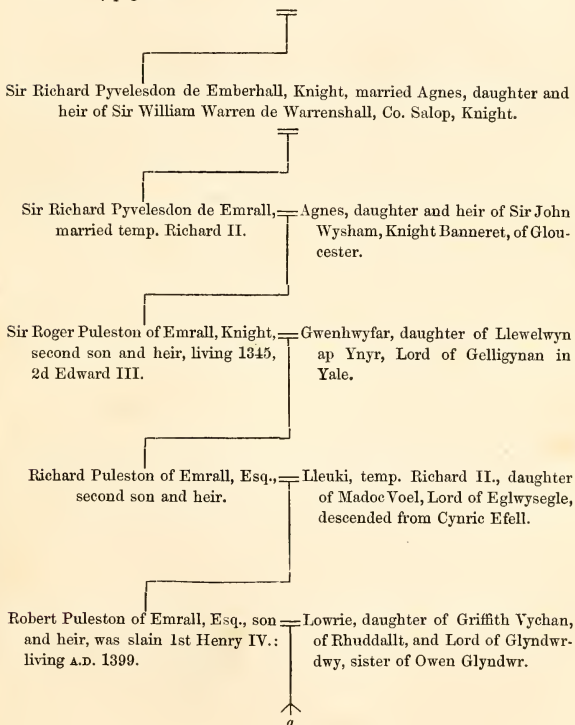 Sir Richard Pyvelesdon de Emberhall, Knight, married Agnes, daughter and
heir of Sir William Warren de Warrenshall, Co. Salop, Knight.
Sir Richard Pyvelesdon de Emrall,
married temp. Richard II.
Agnes, daughter and heir of Sir John
Wysham, Knight Banneret, of Glou-
cester.
Sir Roger Puleston of Emrall, Knight,
second son and heir, living 1345,
2d Edward III.
Gwenhwyfar, daughter of Llewelwyn
ap Ynyr, Lord of Gelligynan in
Yale.
Richard Puleston of Emrall, Esq.,
second son and heir.
Lleuki, temp. Richard II., daughter
of Madoc Voel, Lord of Eglwysegle,
descended from Cynric Efell.
Robert Puleston of Emrall, Esq., son
and heir, was slain 1st Henry IV.:
living A.D. 1399.
Lowrie, daughter of Griffith Vychan,
of Rhuddallt, and Lord of Glyndwr-
dwy, sister of Owen Glyndwr.
a